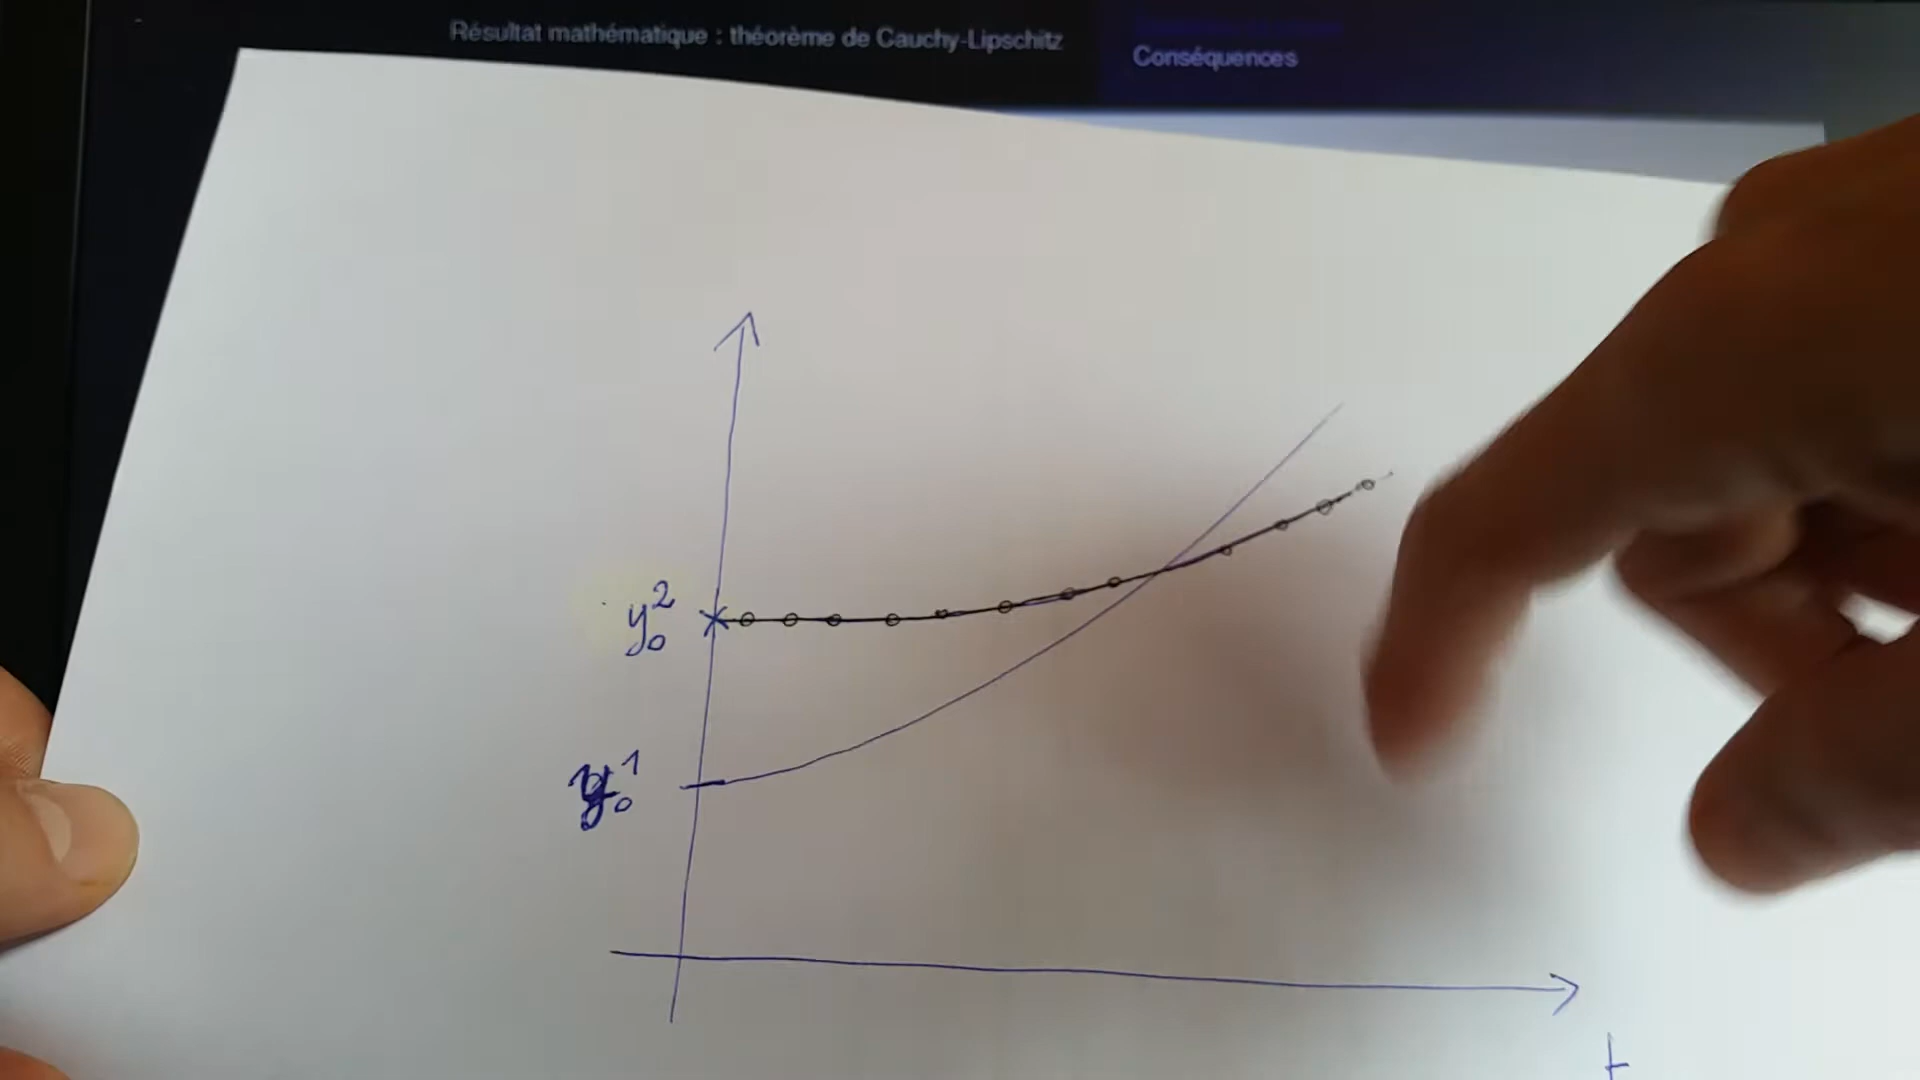 Résultat mathématique : théorème de Cauchy-Lipschitz
Conséquences
y₀²
y₀¹
t